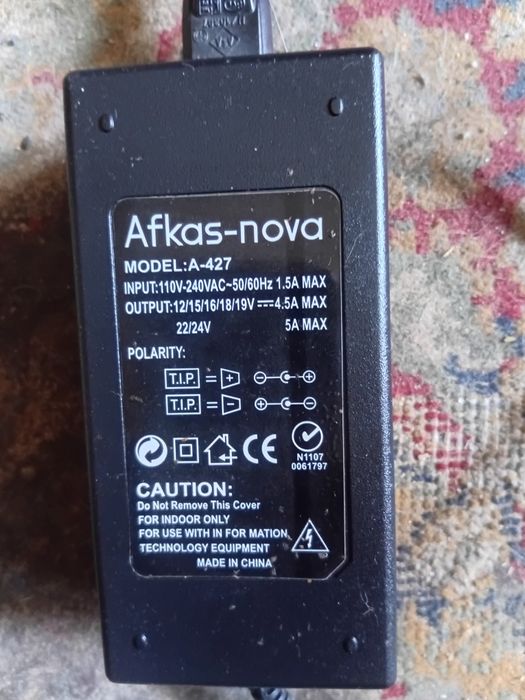 Afkas-nova
MODEL:A-427
INPUT:110V-240VAC~50/60Hz 1.5A MAX
OUTPUT:12/15/16/18/19V⎓4.5A MAX
22/24V 5A MAX
POLARITY:
T.I.P. = + ⊖-●-⊕
T.I.P. = - ⊕-●-⊖
CE
N1107
0061797
CAUTION:
Do Not Remove This Cover
FOR INDOOR ONLY
FOR USE WITH IN FOR MATION,
TECHNOLOGY EQUIPMENT
MADE IN CHINA